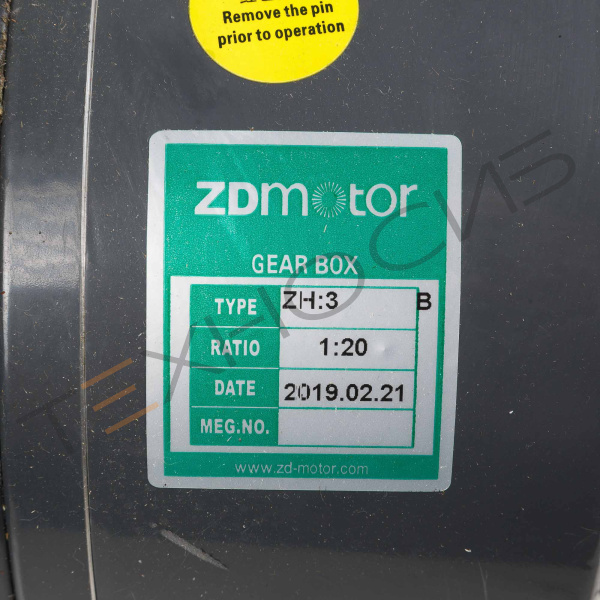 Remove the pin
prior to operation
ZDmotor
GEAR BOX
TYPE ZH:3 B
RATIO 1:20
DATE 2019.02.21
MEG.NO.
www.zd-motor.com
ТЕХНОСИБ